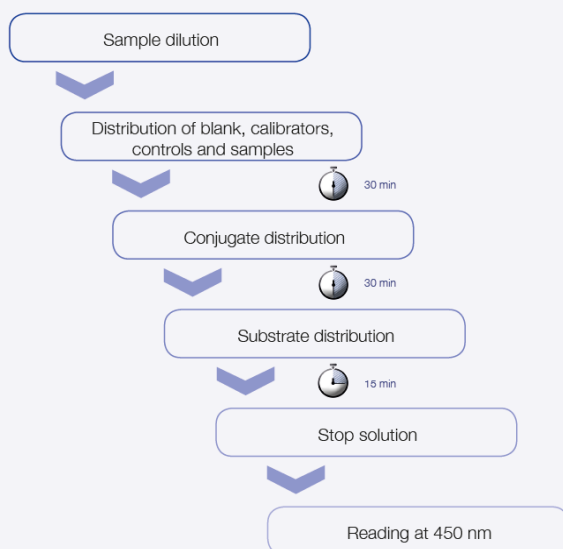 Sample dilution
Distribution of blank, calibrators,
controls and samples
30 min
Conjugate distribution
30 min
Substrate distribution
15 min
Stop solution
Reading at 450 nm